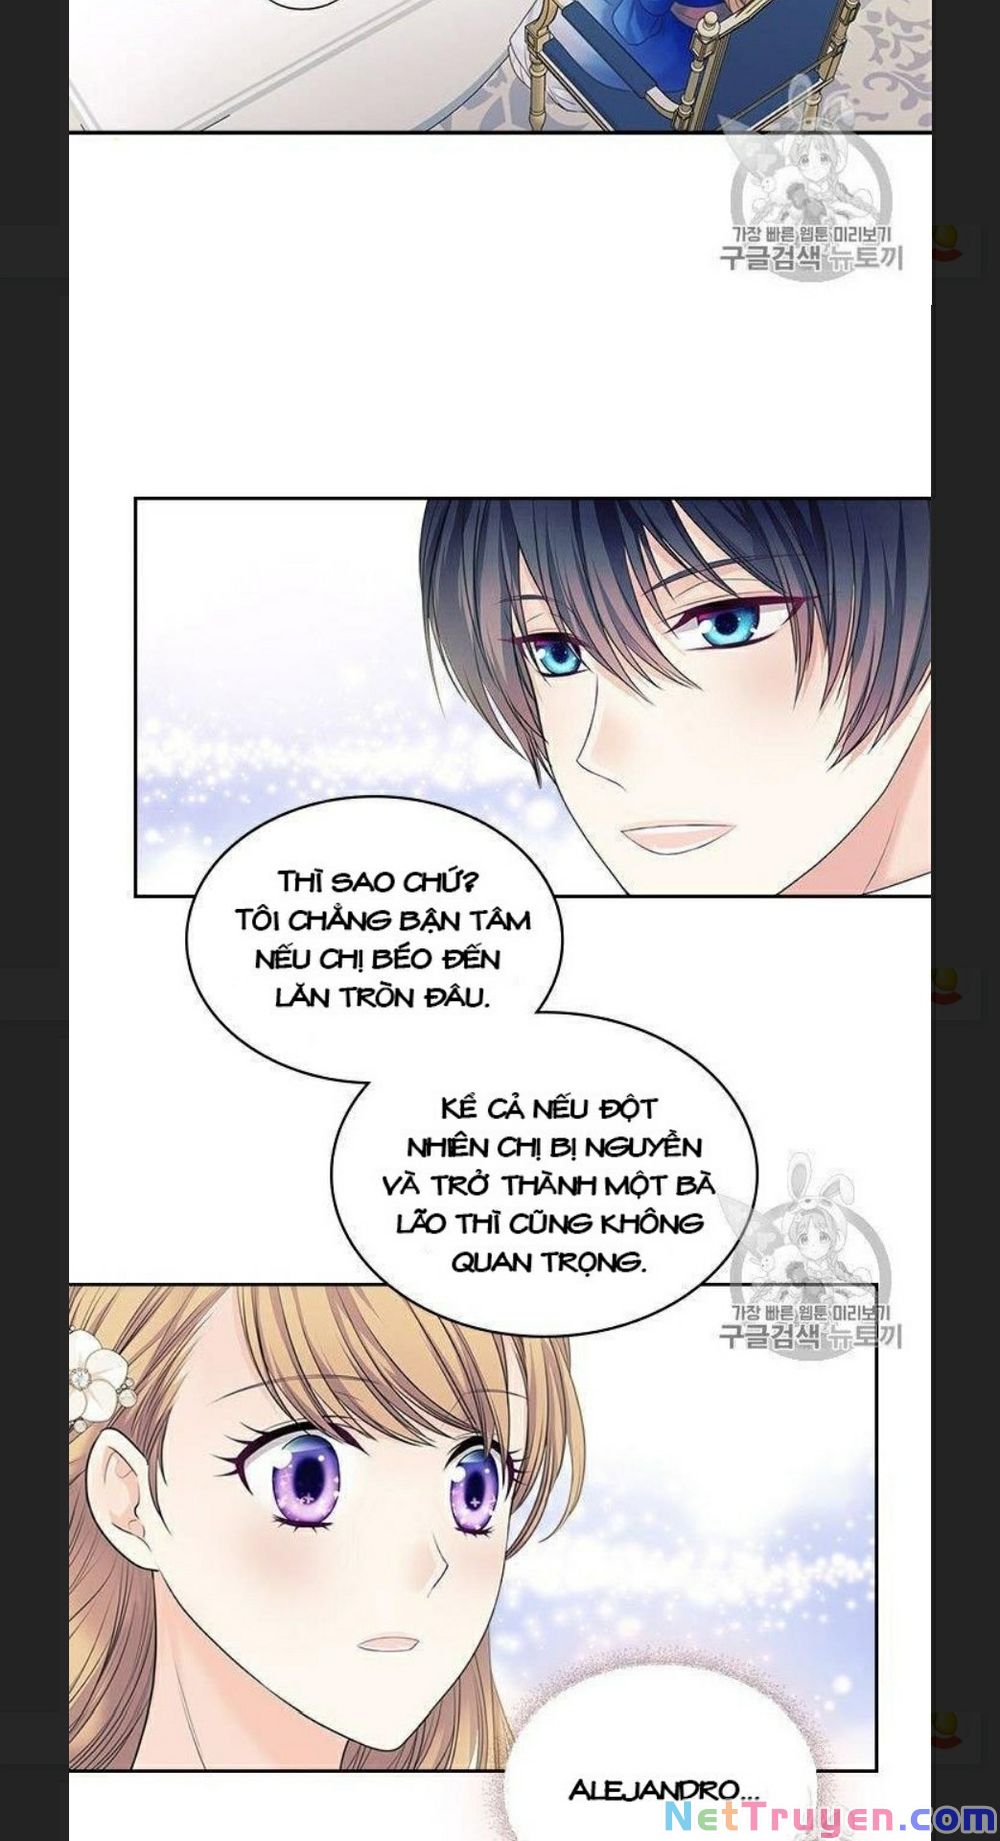 가장 빠른 웹툰 미리보기
구글검색 뉴토끼
THÌ SAO CHỨ?
TÔI CHẲNG BẬN TÂM
NẾU CHỊ BÉO ĐẾN
LĂN TRÒN ĐÂU.
KỂ CẢ NẾU ĐỘT
NHIÊN CHỊ BỊ NGUYỀN
VÀ TRỞ THÀNH MỘT BÀ
LÃO THÌ CŨNG KHÔNG
QUAN TRỌNG.
가장 빠른 웹툰 미리보기
구글검색 뉴토끼
ALEJANDRO...
NetTruyen.com